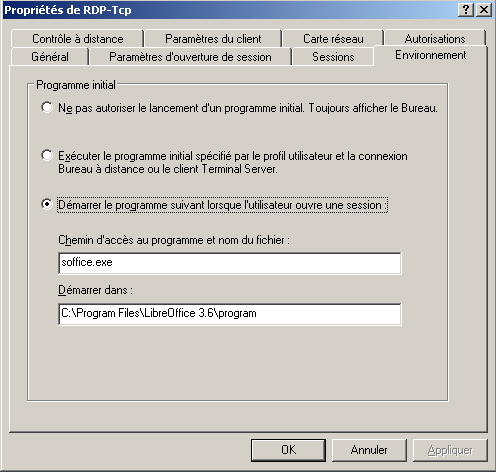 Propriétés de RDP-Tcp
Contrôle à distance
Paramètres du client
Carte réseau
Autorisations
Général
Paramètres d'ouverture de session
Sessions
Environnement
Programme initial
Ne pas autoriser le lancement d'un programme initial. Toujours afficher le Bureau.
Exécuter le programme initial spécifié par le profil utilisateur et la connexion
Bureau à distance ou le client Terminal Server.
Démarrer le programme suivant lorsque l'utilisateur ouvre une session :
Chemin d'accès au programme et nom du fichier :
soffice.exe
Démarrer dans :
C:\Program Files\LibreOffice 3.6\program
OK
Annuler
Appliquer